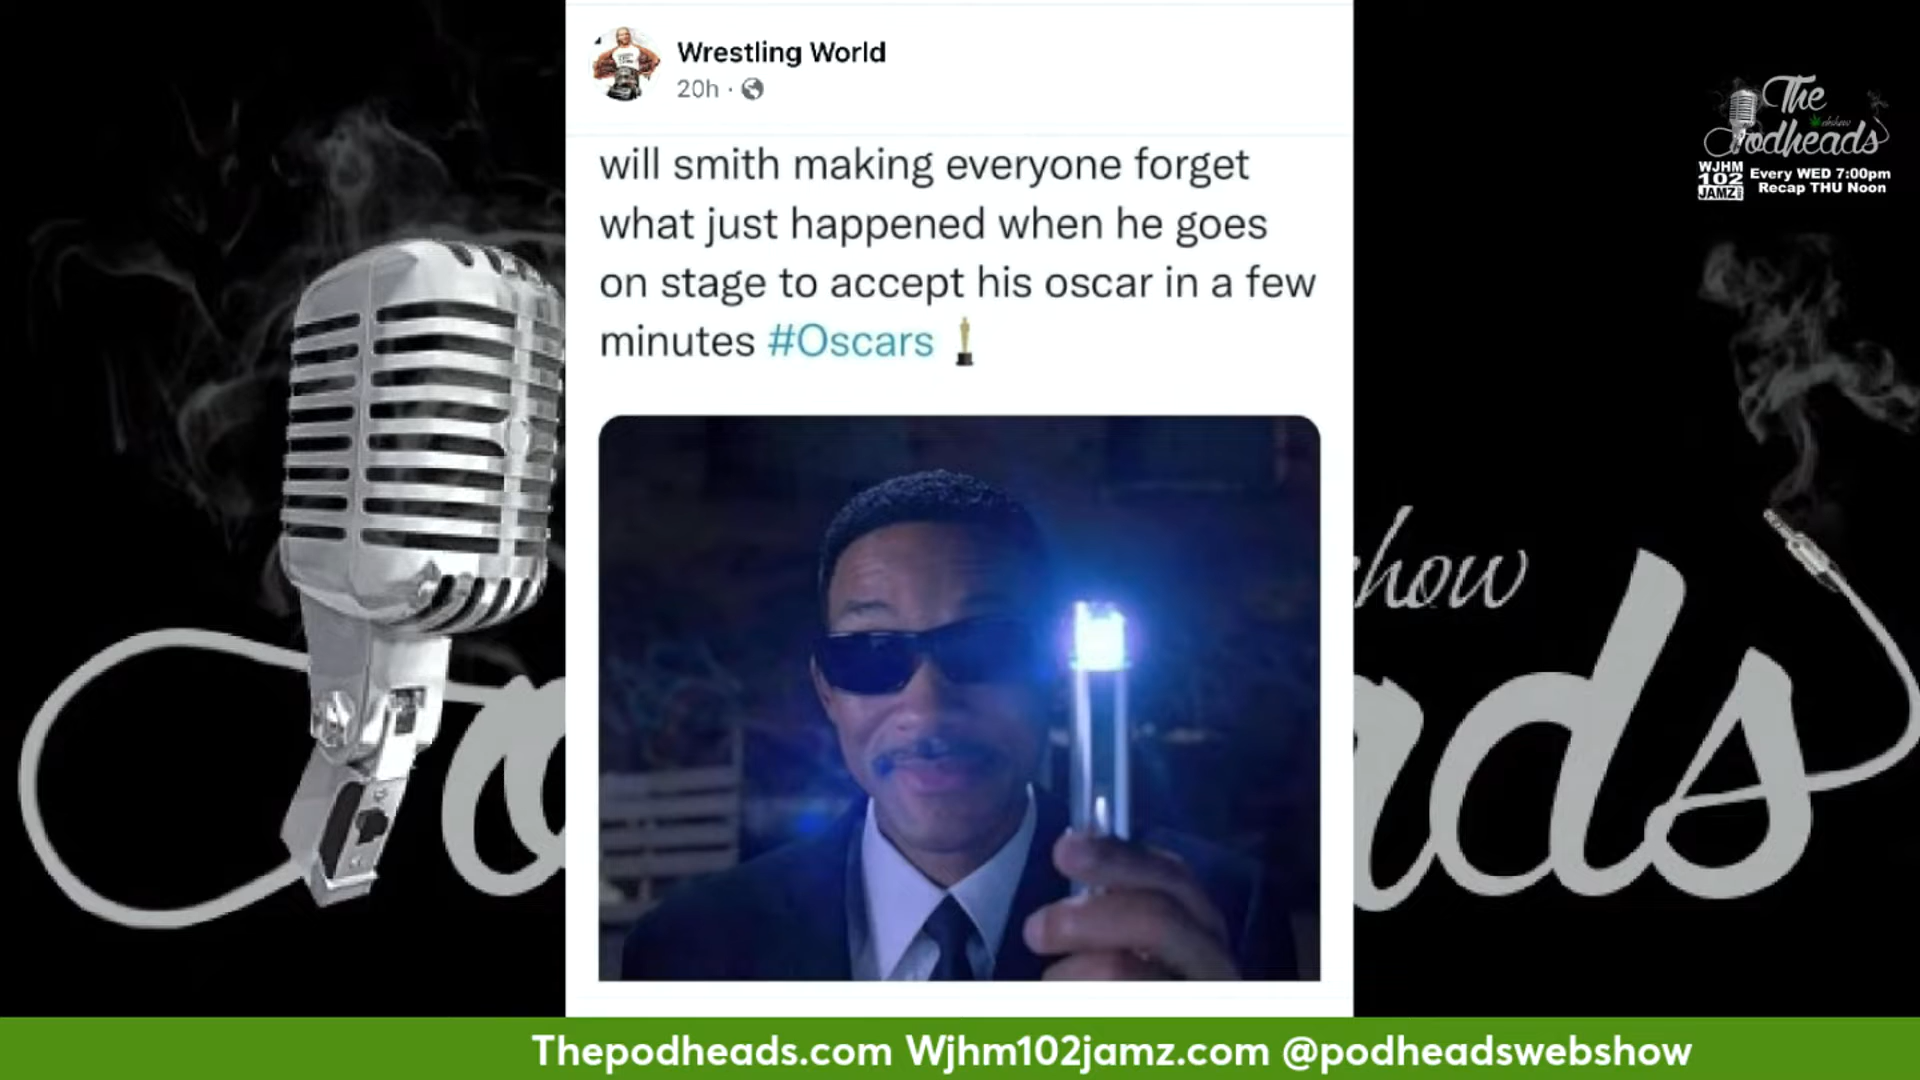 Wrestling World
20h ·
will smith making everyone forget
what just happened when he goes
on stage to accept his oscar in a few
minutes #Oscars
The
Podheads
WJHM
102
JAMZ
Every WED 7:00pm
Recap THU Noon
how
ds
Thepodheads.com Wjhm102jamz.com @podheadswebshow